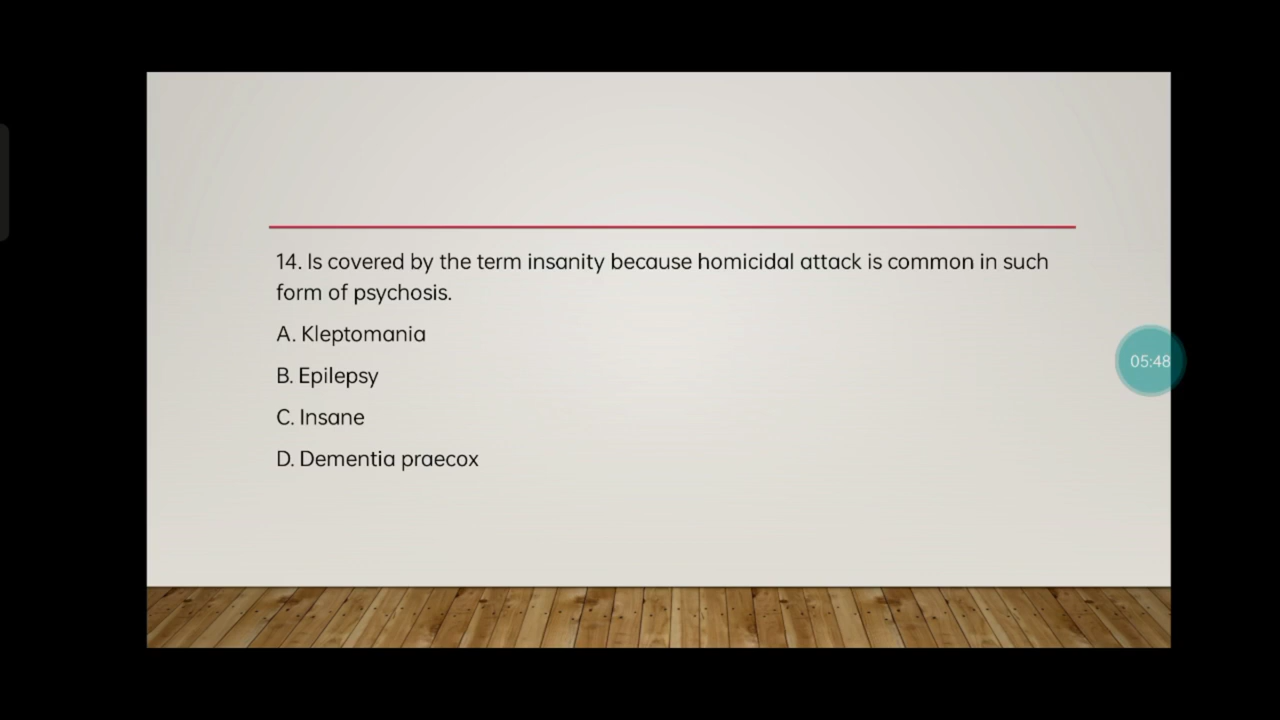 14. Is covered by the term insanity because homicidal attack is common in such
form of psychosis.
A. Kleptomania
B. Epilepsy
C. Insane
D. Dementia praecox
05:48